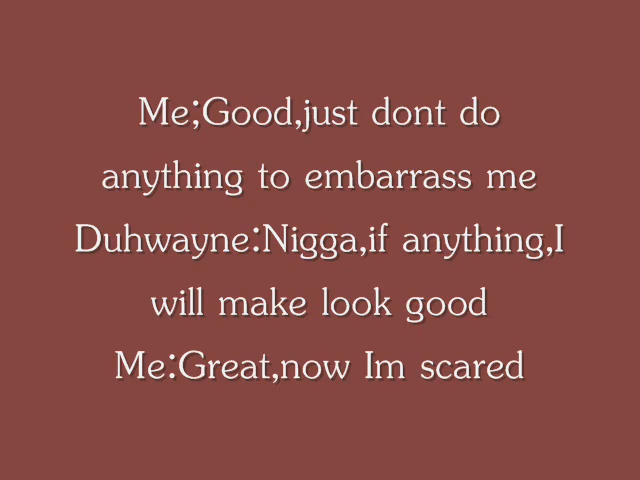 Me;Good,just dont do
anything to embarrass me
Duhwayne:Nigga,if anything,I
will make look good
Me:Great,now Im scared